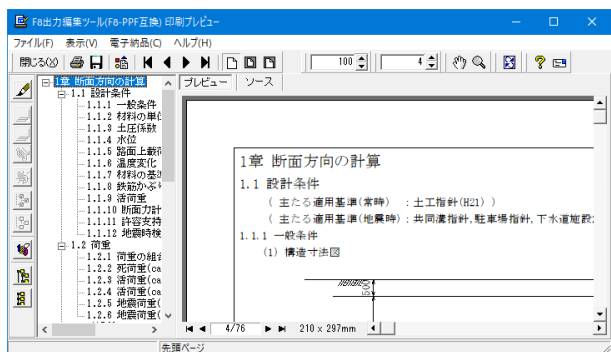 F8出力編集ツール(F8-PPF互換) 印刷プレビュー
ファイル(F) 表示(V) 電子納品(C) ヘルプ(H)
閉じる(X) 100 4
プレビュー ソース
1章 断面方向の計算
1.1 設計条件
1.1.1 一般条件
1.1.2 材料の単位
1.1.3 土圧係数
1.1.4 水位
1.1.5 路面上載荷
1.1.6 温度変化
1.1.7 材料の基準
1.1.8 鉄筋かぶり
1.1.9 活荷重
1.1.10 断面力計
1.1.11 許容支持
1.1.12 地震時検
1.2 荷重
1.2.1 荷重の組合
1.2.2 死荷重(ca
1.2.3 活荷重(ca
1.2.4 活荷重(ca
1.2.5 地震荷重(
1.2.6 地震荷重(
1章 断面方向の計算
1.1 設計条件
( 主たる適用基準(常時) :土工指針(H21) )
( 主たる適用基準(地震時):共同溝指針,駐車場指針,下水道施設
1.1.1 一般条件
(1) 構造寸法図
500
4/76 210 x 297mm
先頭ページ